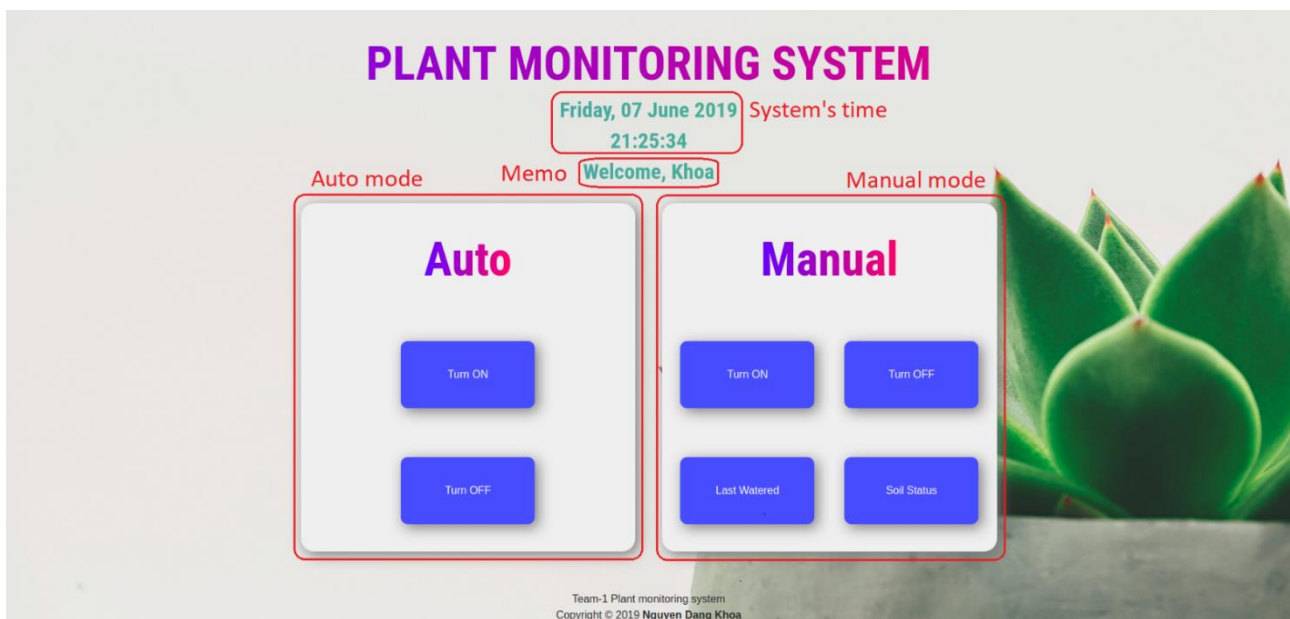 PLANT MONITORING SYSTEM
Friday, 07 June 2019 System's time
21:25:34
Memo Welcome, Khoa
Auto mode
Manual mode
Auto
Manual
Turn ON
Turn OFF
Turn ON
Turn OFF
Last Watered
Soil Status
Team-1 Plant monitoring system
Copyright © 2019 Nguyen Dang Khoa